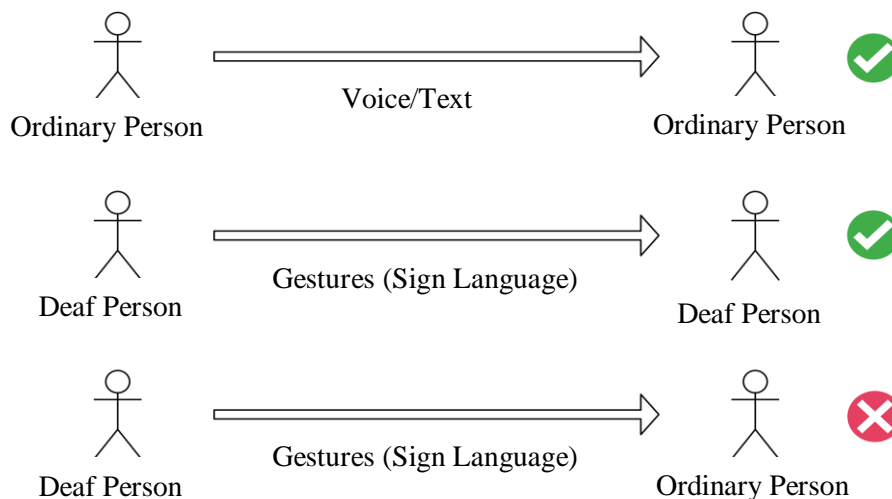 Voice/Text
Ordinary Person
Ordinary Person
Gestures (Sign Language)
Deaf Person
Deaf Person
Gestures (Sign Language)
Deaf Person
Ordinary Person